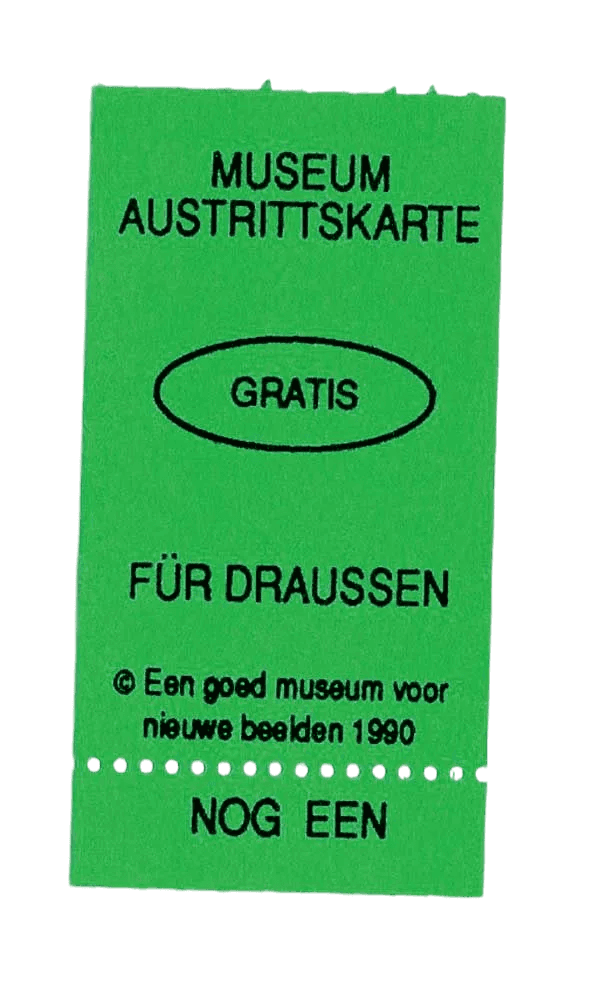 MUSEUM
AUSTRITTSKARTE
GRATIS
FÜR DRAUSSEN
© Een goed museum voor
nieuwe beelden 1990
NOG EEN